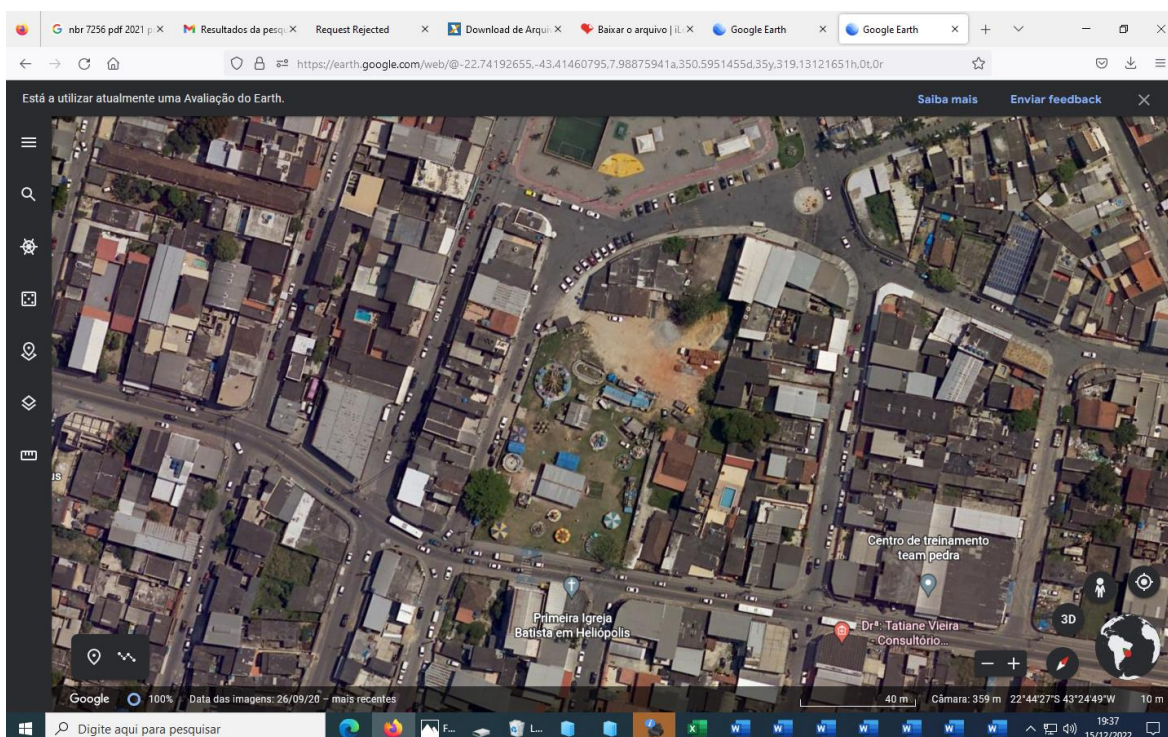 nbr 7256 pdf 2021 p
Resultados da pesqu
Request Rejected
Download de Arqui
Baixar o arquivo | iL
Google Earth
Google Earth
https://earth.google.com/web/@-22.74192655,-43.41460795,7.98875941a,350.5951455d,35y,319.13121651h,0t,0r
Está a utilizar atualmente uma Avaliação do Earth.
Saiba mais
Enviar feedback
us
Centro de treinamento
team pedra
Primeira Igreja
Batista em Heliópolis
Drª: Tatiane Vieira
- Consultório...
3D
Google
100%
Data das imagens: 26/09/20 – mais recentes
40 m
Câmara: 359 m
22°44'27"S 43°24'49"W
10 m
Digite aqui para pesquisar
F...
L...
19:37
15/12/2022